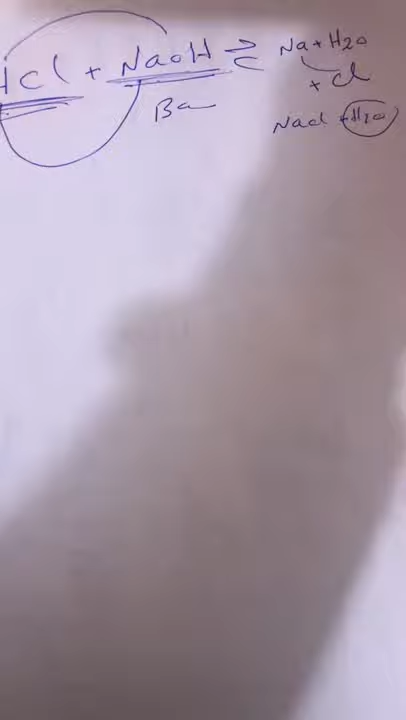 HCl + NaOH ⇌ Na + H2O
+ Cl
Ba
NaCl + H2O